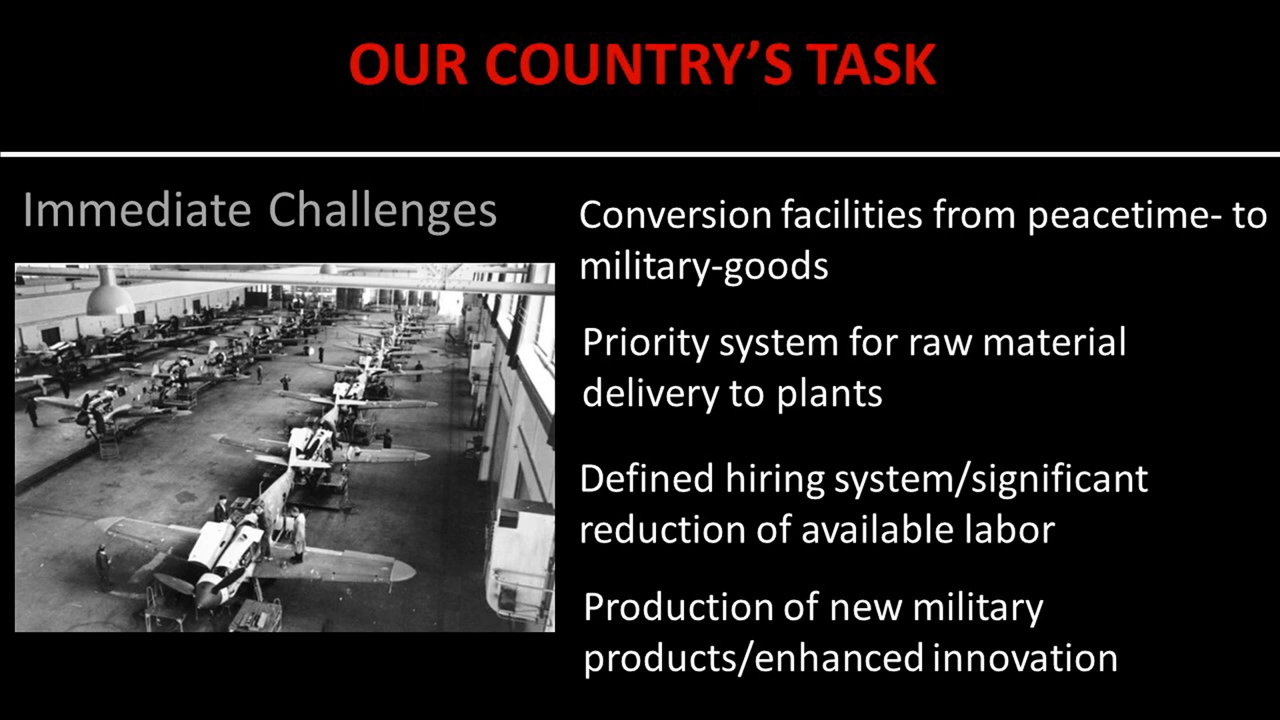 OUR COUNTRY’S TASK
Immediate Challenges
Conversion facilities from peacetime- to
military-goods
Priority system for raw material
delivery to plants
Defined hiring system/significant
reduction of available labor
Production of new military
products/enhanced innovation